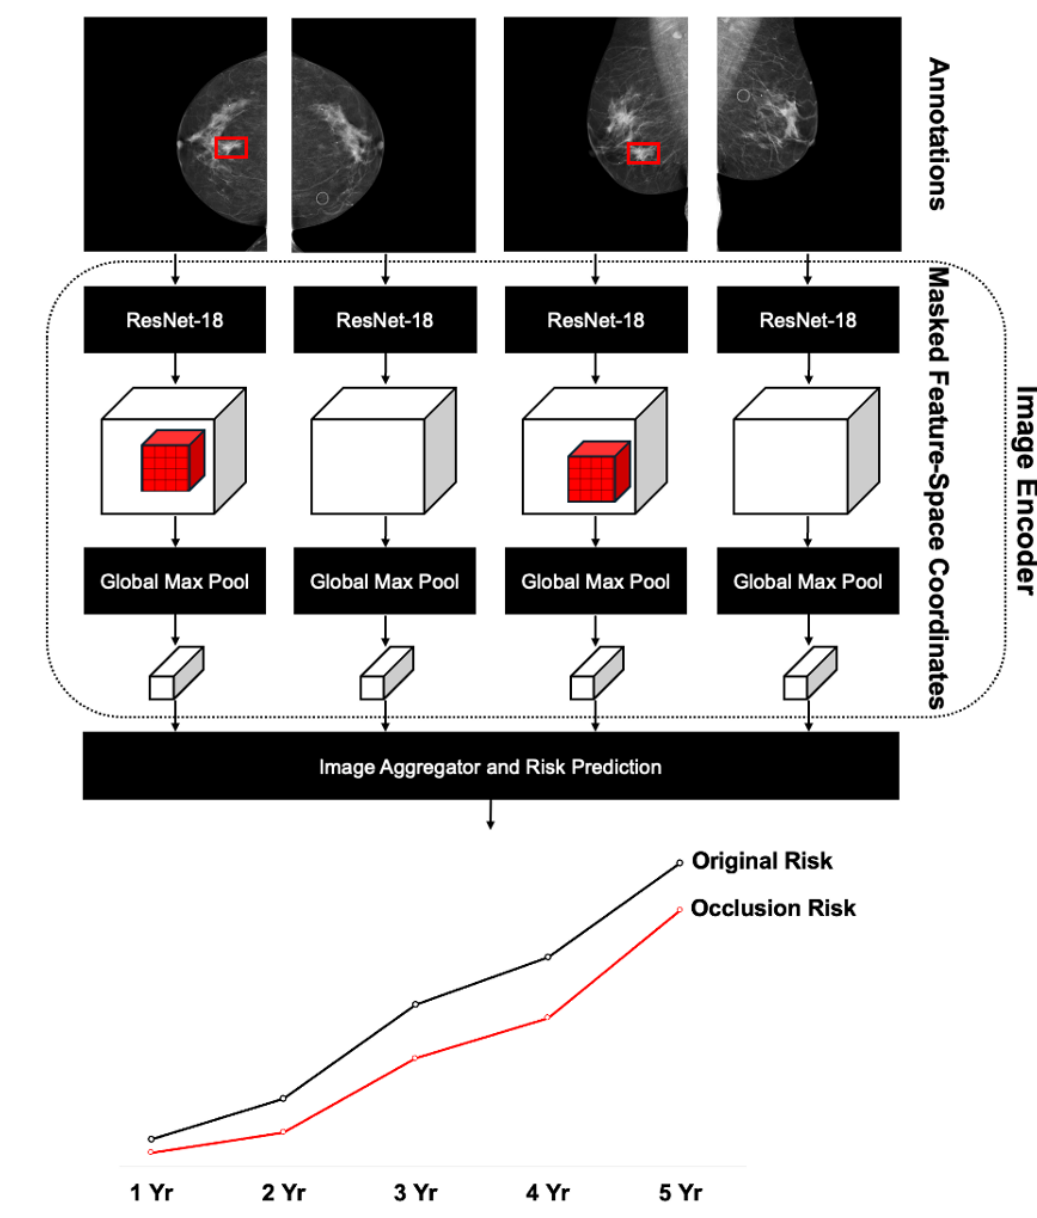 Annotations
ResNet-18
ResNet-18
ResNet-18
ResNet-18
Masked Feature-Space Coordinates
Image Encoder
Global Max Pool
Global Max Pool
Global Max Pool
Global Max Pool
Image Aggregator and Risk Prediction
Original Risk
Occlusion Risk
1 Yr
2 Yr
3 Yr
4 Yr
5 Yr